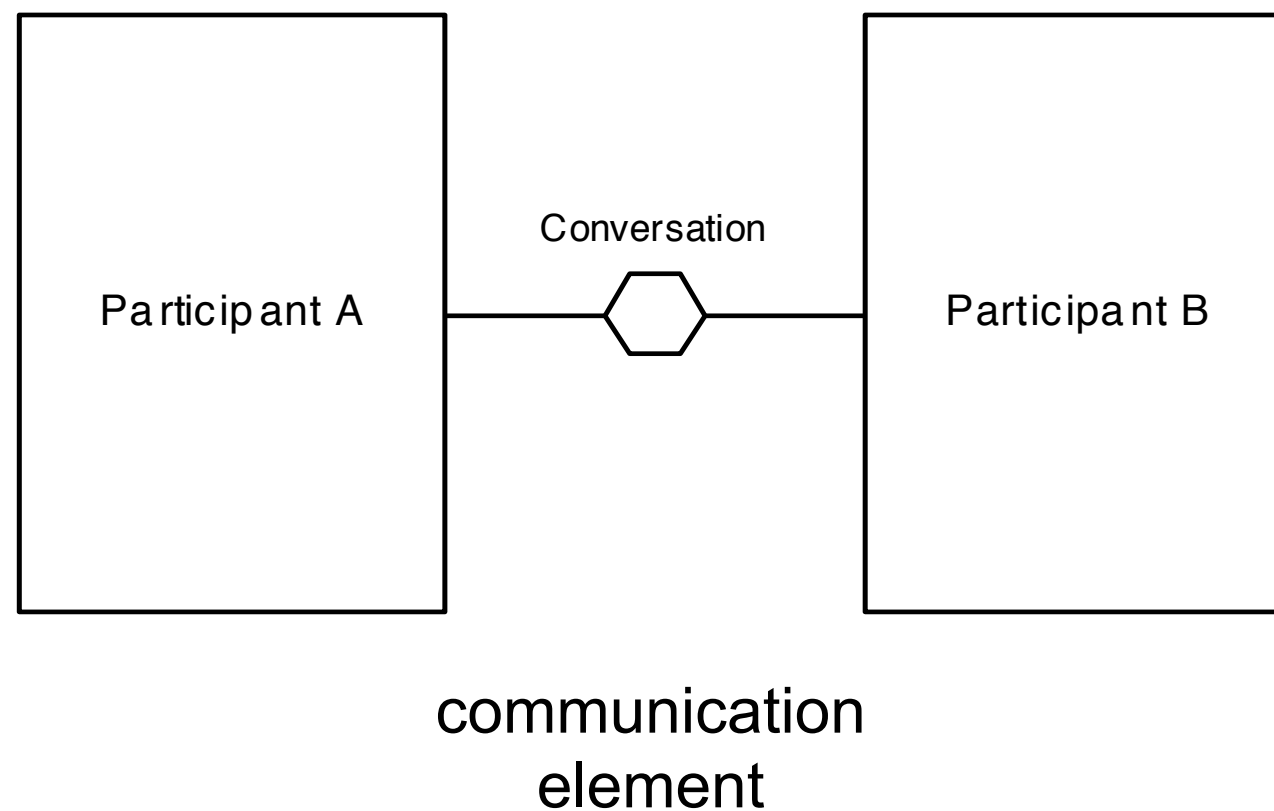 Conversation
Participant A
Participant B
communication
element